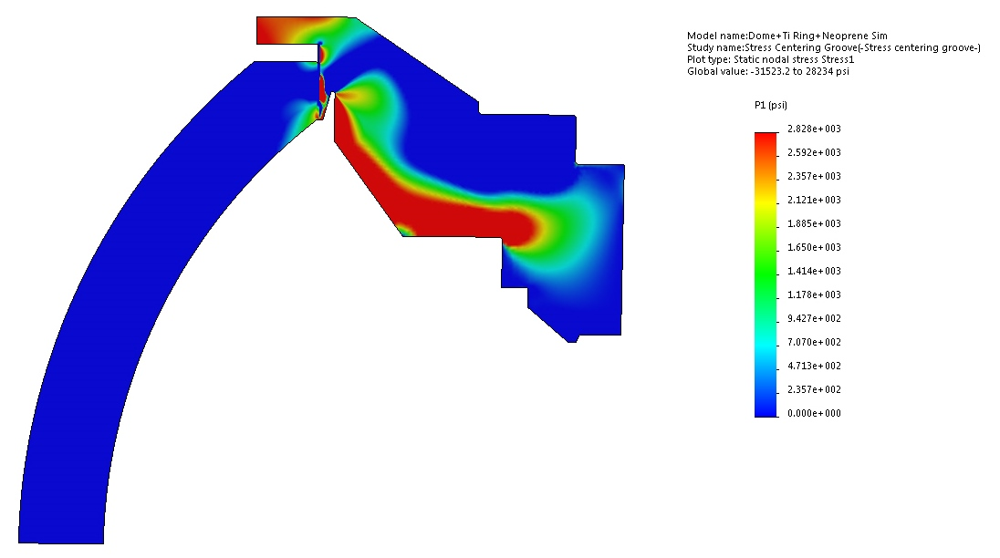 Model name:Dome+Ti Ring+Neoprene Sim
Study name:Stress Centering Groove(-Stress centering groove-)
Plot type: Static nodal stress Stress1
Global value: -31523.2 to 28234 psi
P1 (psi)
2.828e+003
2.592e+003
2.357e+003
2.121e+003
1.885e+003
1.650e+003
1.414e+003
1.178e+003
9.427e+002
7.070e+002
4.713e+002
2.357e+002
0.000e+000